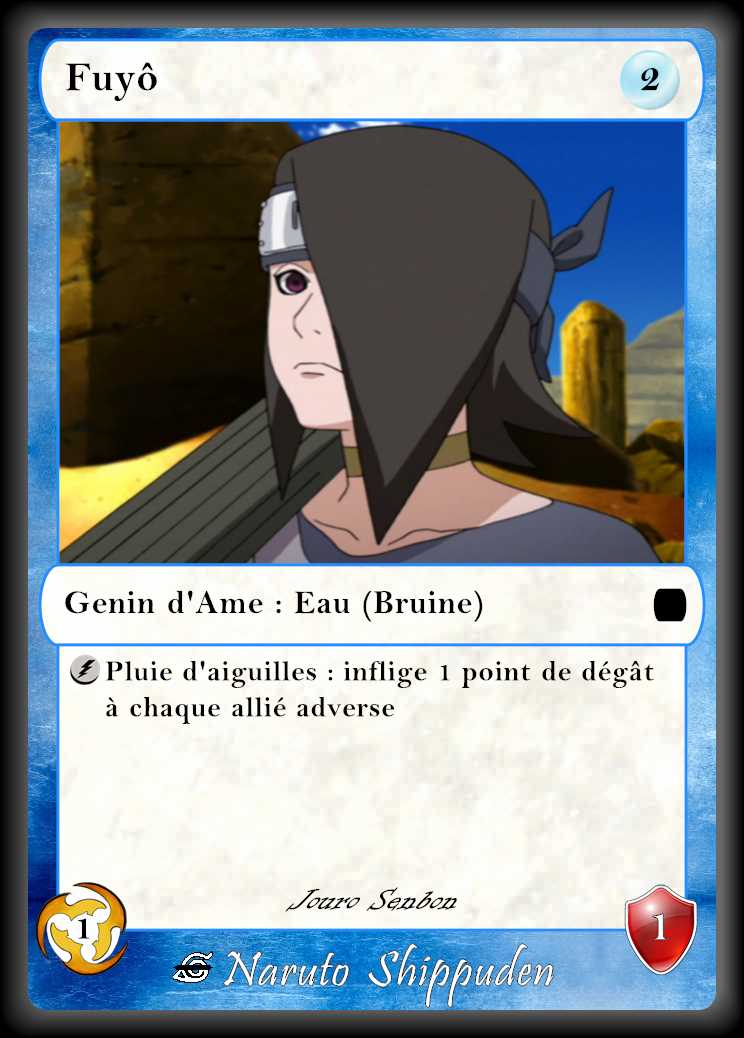 Fuyô
2
Genin d'Ame : Eau (Bruine)
Pluie d'aiguilles : inflige 1 point de dégât
à chaque allié adverse
Jouro Senbon
1
1
Naruto Shippuden